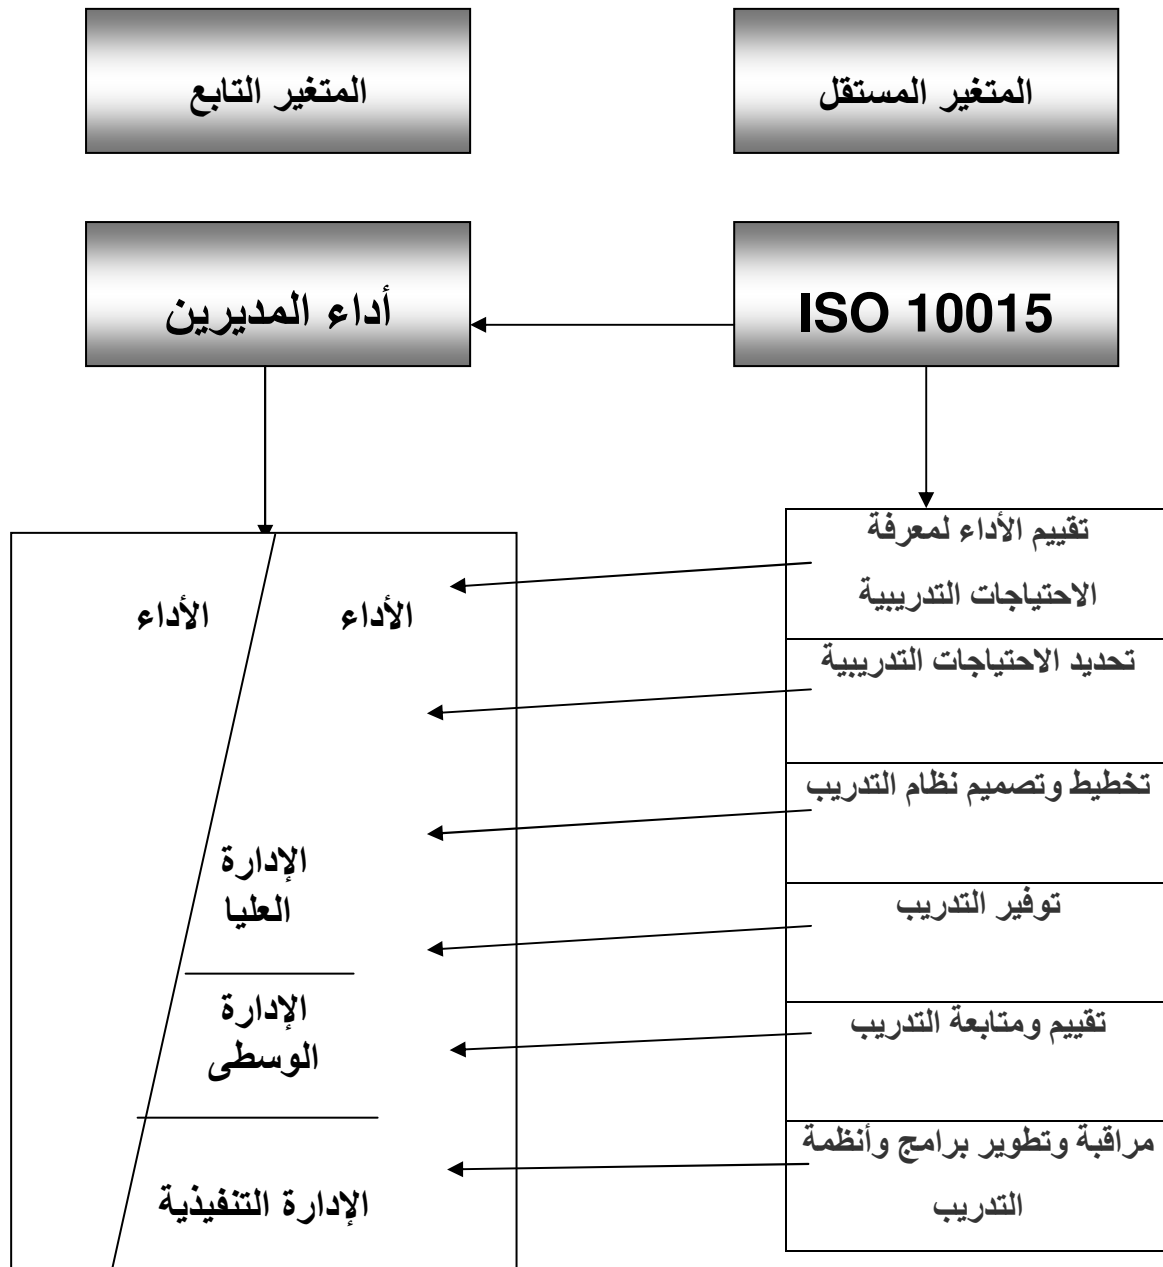 المتغير المستقل
المتغير التابع
ISO 10015
أداء المديرين
تقييم الأداء لمعرفة
الاحتياجات التدريبية
تحديد الاحتياجات التدريبية
تخطيط وتصميم نظام التدريب
توفير التدريب
تقييم ومتابعة التدريب
مراقبة وتطوير برامج وأنظمة
التدريب
الأداء
الأداء
الإدارة
العليا
الإدارة
الوسطى
الإدارة التنفيذية